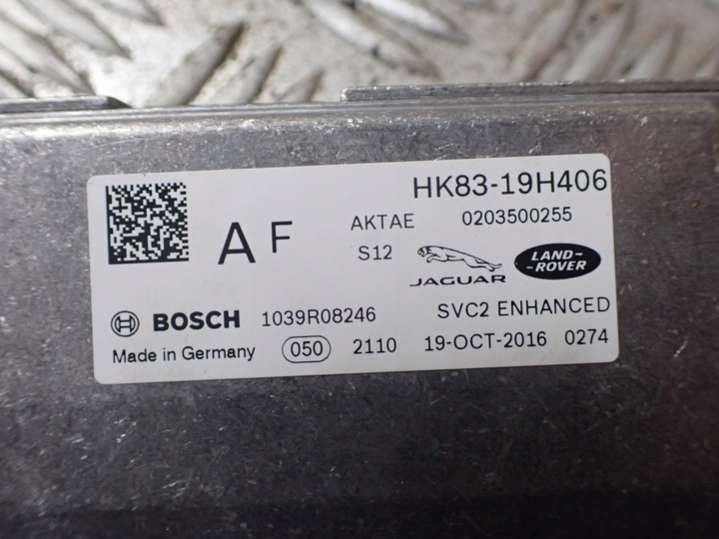 HK83-19H406
A F
AKTAE 0203500255
S12 JAGUAR LAND-ROVER
BOSCH 1039R08246 SVC2 ENHANCED
Made in Germany 050 2110 19-OCT-2016 0274